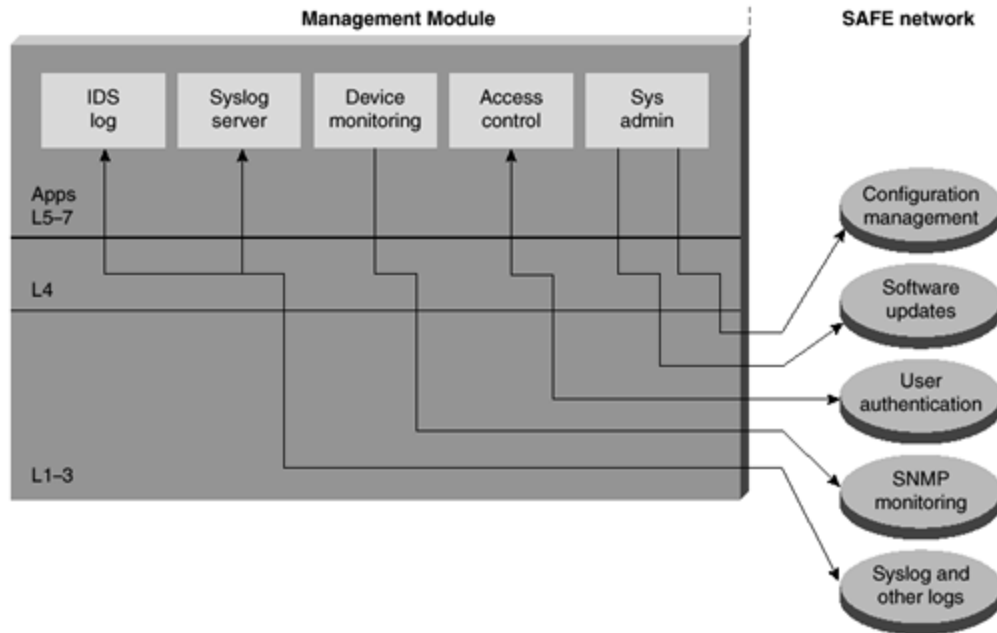 Management Module
SAFE network
IDS
log
Syslog
server
Device
monitoring
Access
control
Sys
admin
Apps
L5–7
L4
L1–3
Configuration
management
Software
updates
User
authentication
SNMP
monitoring
Syslog and
other logs